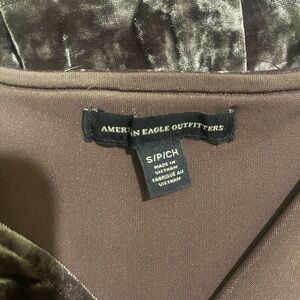 AMERICAN EAGLE OUTFITTERS
S/P/CH
MADE IN
VIETNAM
FABRIQUÉ AU
VIETNAM